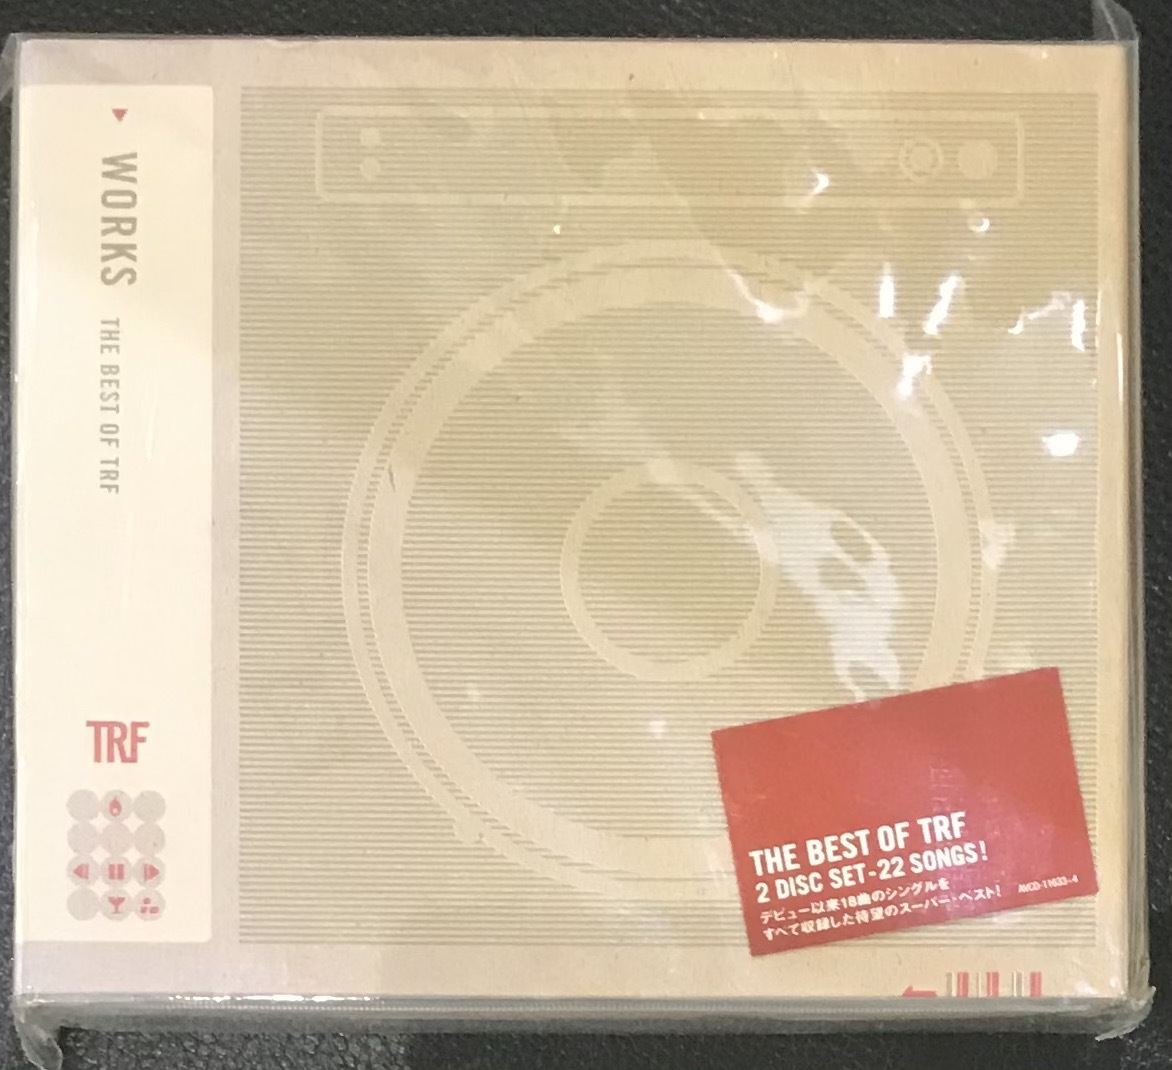 WORKS
THE BEST OF TRF
TRF
THE BEST OF TRF
2 DISC SET-22 SONGS!
デビュー以来18曲のシングルを
すべて収録した待望のスーパー・ベスト!
AVCD-11633~4